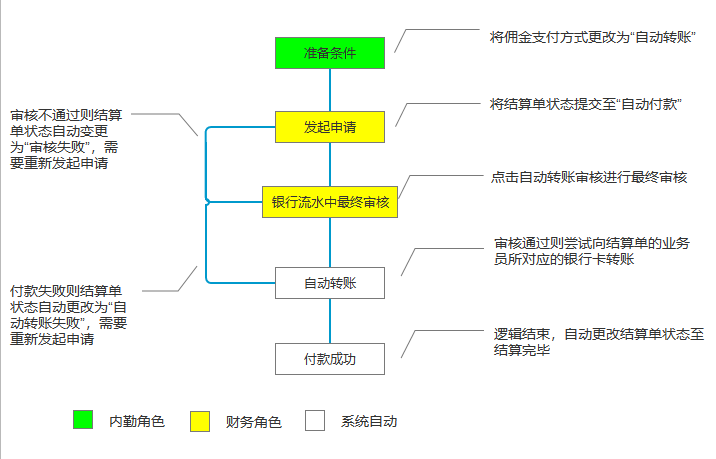 准备条件
将佣金支付方式更改为“自动转账”
审核不通过则结算
单状态自动变更
为“审核失败”，需
要重新发起申请
发起申请
将结算单状态提交至“自动付款”
银行流水中最终审核
点击自动转账审核进行最终审核
付款失败则结算单
状态自动更改为“自
动转账失败”，需要
重新发起申请
自动转账
审核通过则尝试向结算单的业务
员所对应的银行卡转账
付款成功
逻辑结束，自动更改结算单状态至
结算完毕
内勤角色
财务角色
系统自动